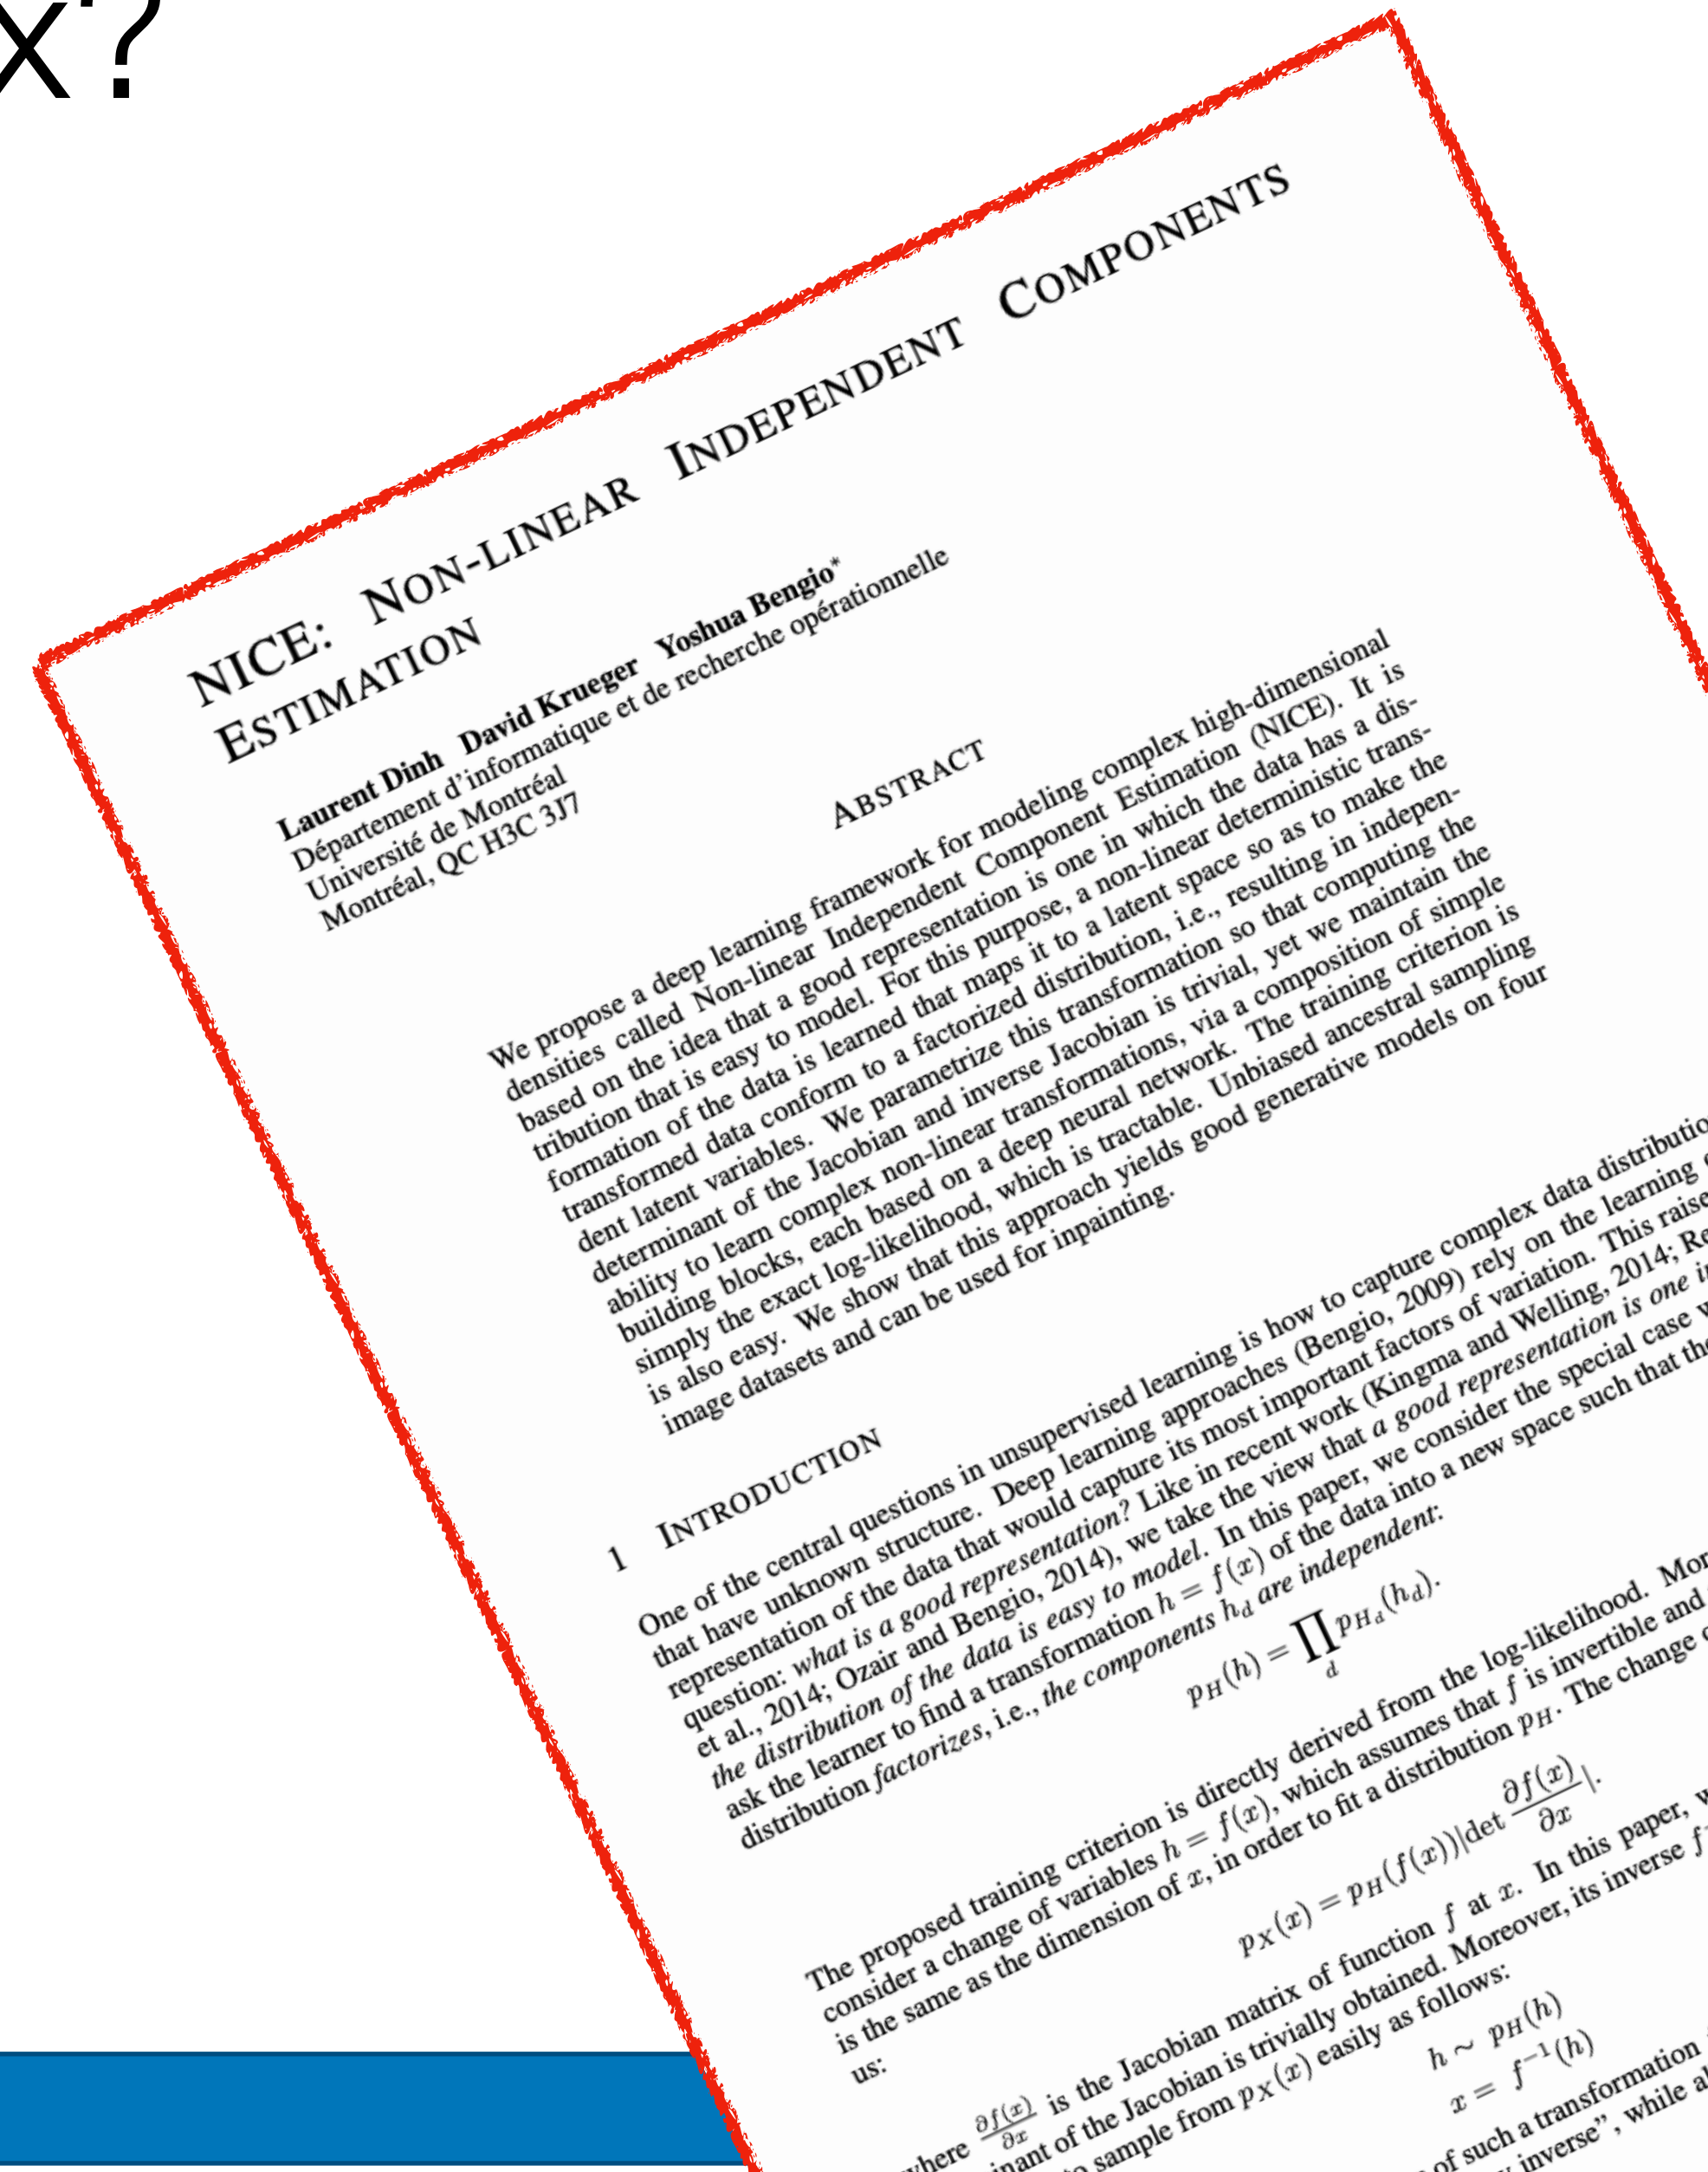 x?
NICE: NON-LINEAR INDEPENDENT COMPONENTS
ESTIMATION
Laurent Dinh David Krueger Yoshua Bengio*
Département d'informatique et de recherche opérationnelle
Université de Montréal
Montréal, QC H3C 3J7
ABSTRACT
We propose a deep learning framework for modeling complex high-dimensional
densities called Non-linear Independent Component Estimation (NICE). It is
based on the idea that a good representation is one in which the data has a dis-
tribution that is easy to model. For this purpose, a non-linear deterministic trans-
formation of the data is learned that maps it to a latent space so as to make the
transformed data conform to a factorized distribution, i.e., resulting in indepen-
dent latent variables. We parametrize this transformation so that computing the
determinant of the Jacobian and inverse Jacobian is trivial, yet we maintain the
ability to learn complex non-linear transformations, via a composition of simple
building blocks, each based on a deep neural network. The training criterion is
simply the exact log-likelihood, which is tractable. Unbiased ancestral sampling
is also easy. We show that this approach yields good generative models on four
image datasets and can be used for inpainting.
1 INTRODUCTION
One of the central questions in unsupervised learning is how to capture complex data distributio
that have unknown structure. Deep learning approaches (Bengio, 2009) rely on the learning
representation of the data that would capture its most important factors of variation. This raise
question: what is a good representation? Like in recent work (Kingma and Welling, 2014; Re
et al., 2014; Ozair and Bengio, 2014), we take the view that a good representation is one i
the distribution of the data is easy to model. In this paper, we consider the special case
ask the learner to find a transformation h = f(x) of the data into a new space such that the
distribution factorizes, i.e., the components h_d are independent:
p_H(h) = ∏_d p_{H_d}(h_d).
The proposed training criterion is directly derived from the log-likelihood. Mor
consider a change of variables h = f(x), which assumes that f is invertible and
is the same as the dimension of x, in order to fit a distribution p_H. The change
us:
p_X(x) = p_H(f(x))|det ∂f(x)/∂x|.
where ∂f(x)/∂x is the Jacobian matrix of function f at x. In this paper, w
inant of the Jacobian is trivially obtained. Moreover, its inverse f
to sample from p_X(x) easily as follows:
h ∼ p_H(h)
x = f⁻¹(h)
of such a transformation
inverse", while al